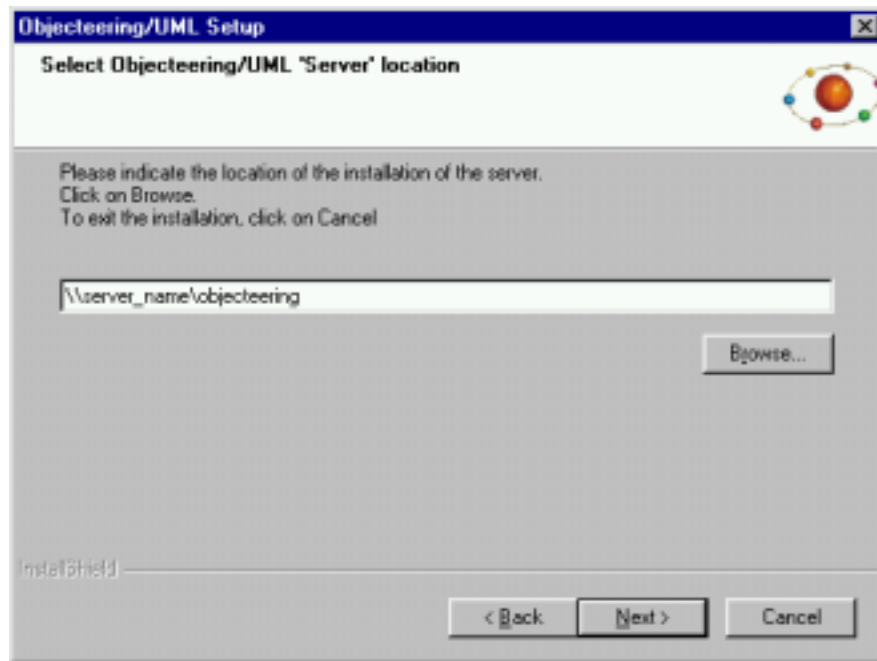 Objecteering/UML Setup
Select Objecteering/UML "Server" location
Please indicate the location of the installation of the server.
Click on Browse.
To exit the installation, click on Cancel
\\server_name\objecteering
Browse...
InstallShield
< Back
Next >
Cancel